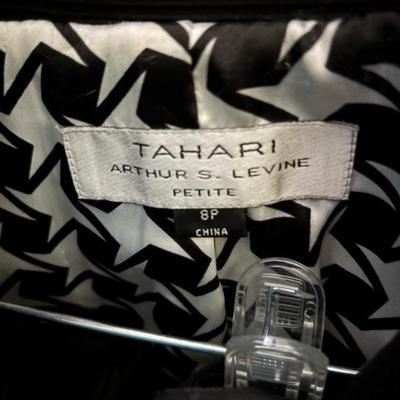 TAHARI
ARTHUR S. LEVINE
PETITE
8P
CHINA